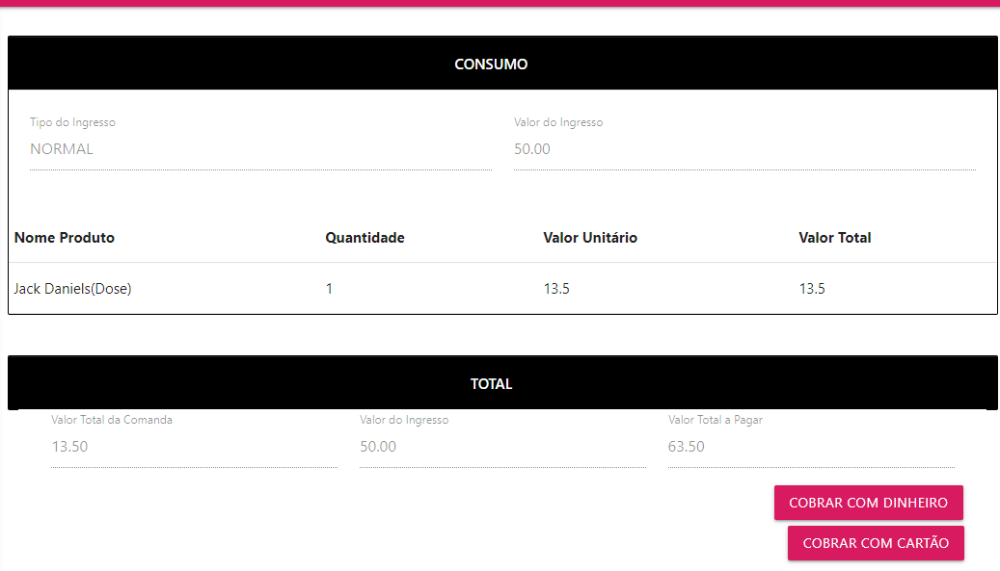 CONSUMO
Tipo do Ingresso Valor do Ingresso
NORMAL 50.00
Nome Produto Quantidade Valor Unitário Valor Total
Jack Daniels(Dose) 1 13.5 13.5
TOTAL
Valor Total da Comanda Valor do Ingresso Valor Total a Pagar
13.50 50.00 63.50
COBRAR COM DINHEIRO
COBRAR COM CARTÃO